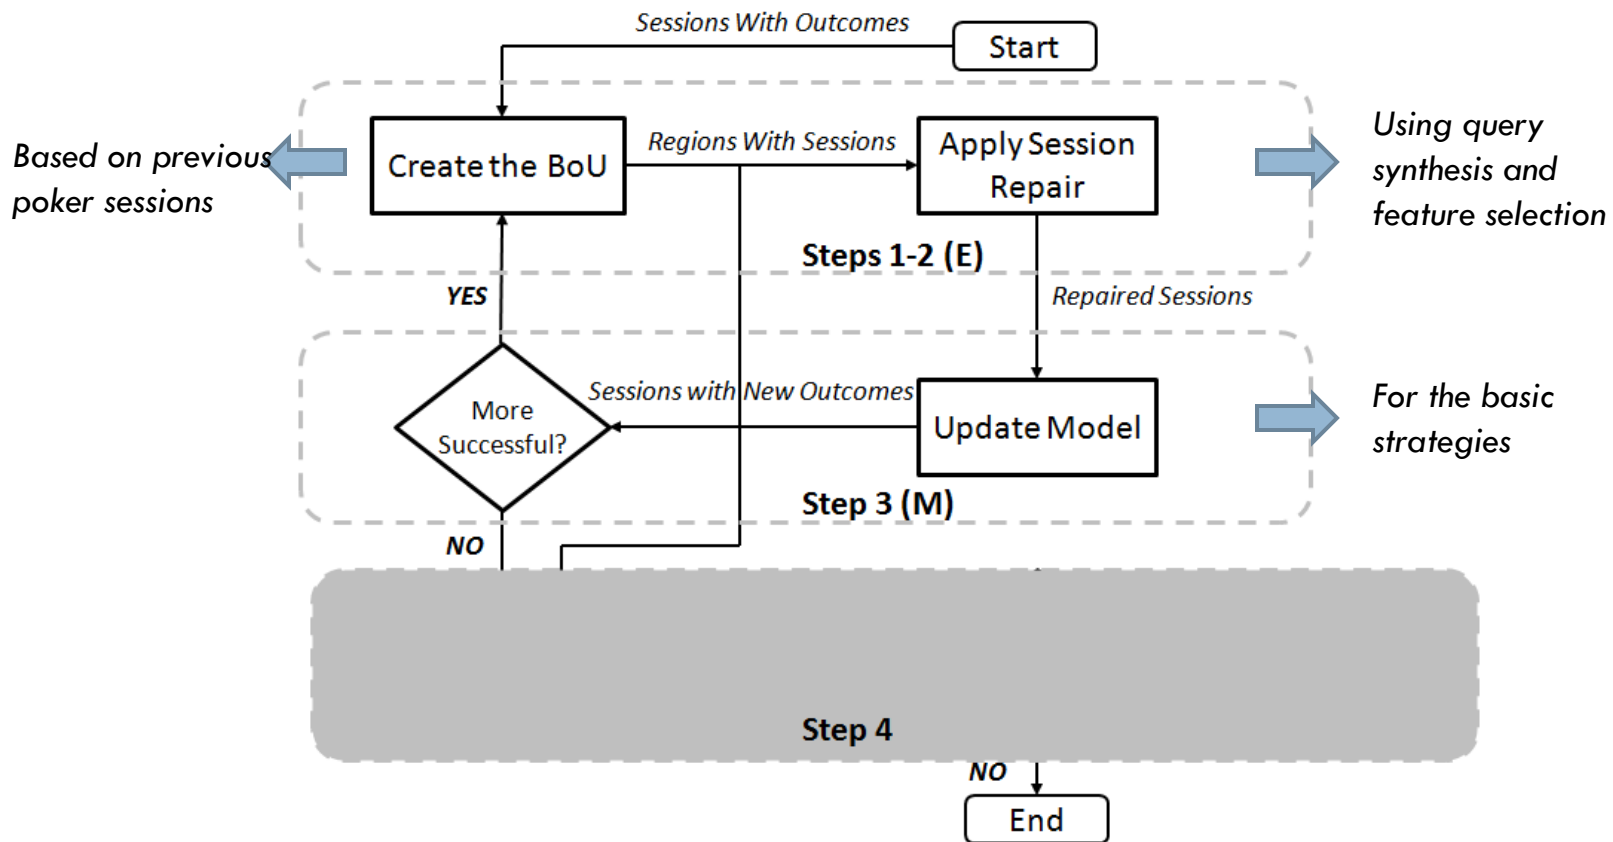 Sessions With Outcomes
Start
Based on previous
poker sessions
Create the BoU
Regions With Sessions
Apply Session
Repair
Using query
synthesis and
feature selection
Steps 1-2 (E)
YES
Repaired Sessions
More
Successful?
Sessions with New Outcomes
Update Model
For the basic
strategies
Step 3 (M)
NO
Step 4
NO
End